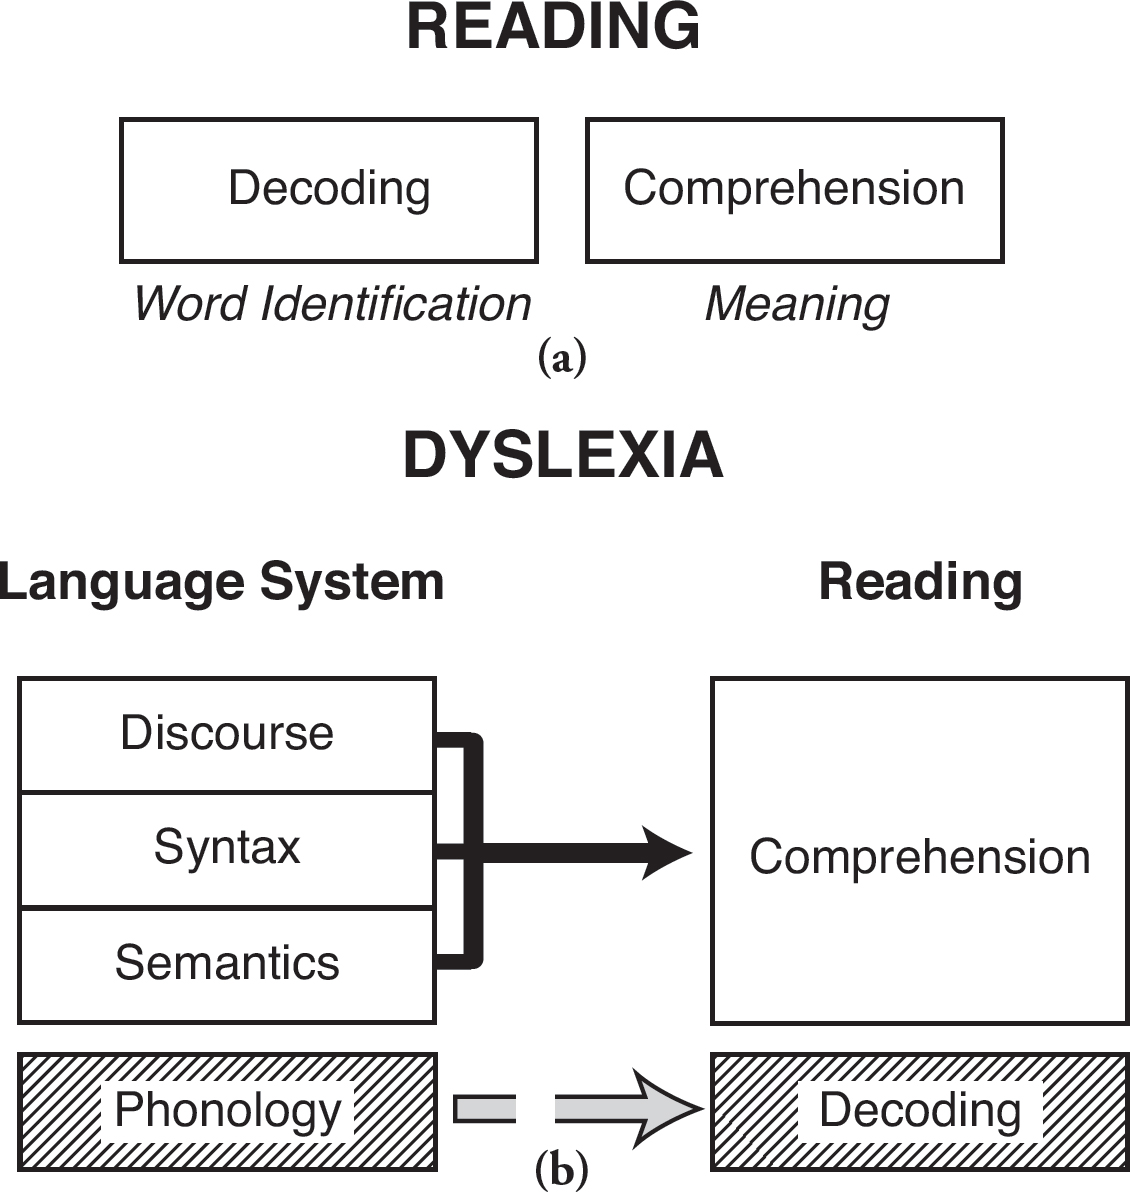 READING
Decoding
Comprehension
Word Identification
Meaning
(a)
DYSLEXIA
Language System
Reading
Discourse
Syntax
Semantics
Comprehension
Phonology
Decoding
(b)